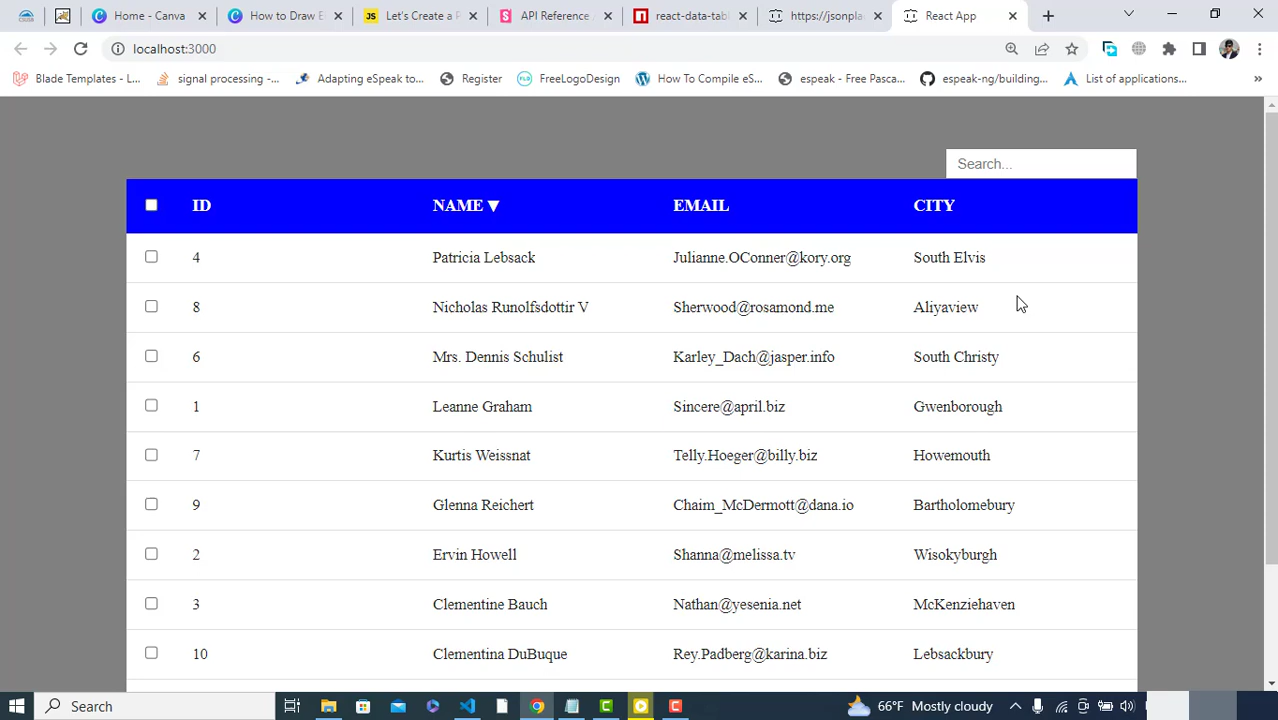 Home - Canva
How to Draw E
JS Let's Create a P
API Reference
react-data-tab
https://jsonpla
React App
localhost:3000
Blade Templates - L...
signal processing -...
Adapting eSpeak to...
Register
FreeLogoDesign
How To Compile eS...
espeak - Free Pasca...
espeak-ng/building...
List of applications...
»
Search...
ID NAME ▼ EMAIL CITY
4 Patricia Lebsack Julianne.OConner@kory.org South Elvis
8 Nicholas Runolfsdottir V Sherwood@rosamond.me Aliyaview
6 Mrs. Dennis Schulist Karley_Dach@jasper.info South Christy
1 Leanne Graham Sincere@april.biz Gwenborough
7 Kurtis Weissnat Telly.Hoeger@billy.biz Howemouth
9 Glenna Reichert Chaim_McDermott@dana.io Bartholomebury
2 Ervin Howell Shanna@melissa.tv Wisokyburgh
3 Clementine Bauch Nathan@yesenia.net McKenziehaven
10 Clementina DuBuque Rey.Padberg@karina.biz Lebsackbury
Search
66°F Mostly cloudy